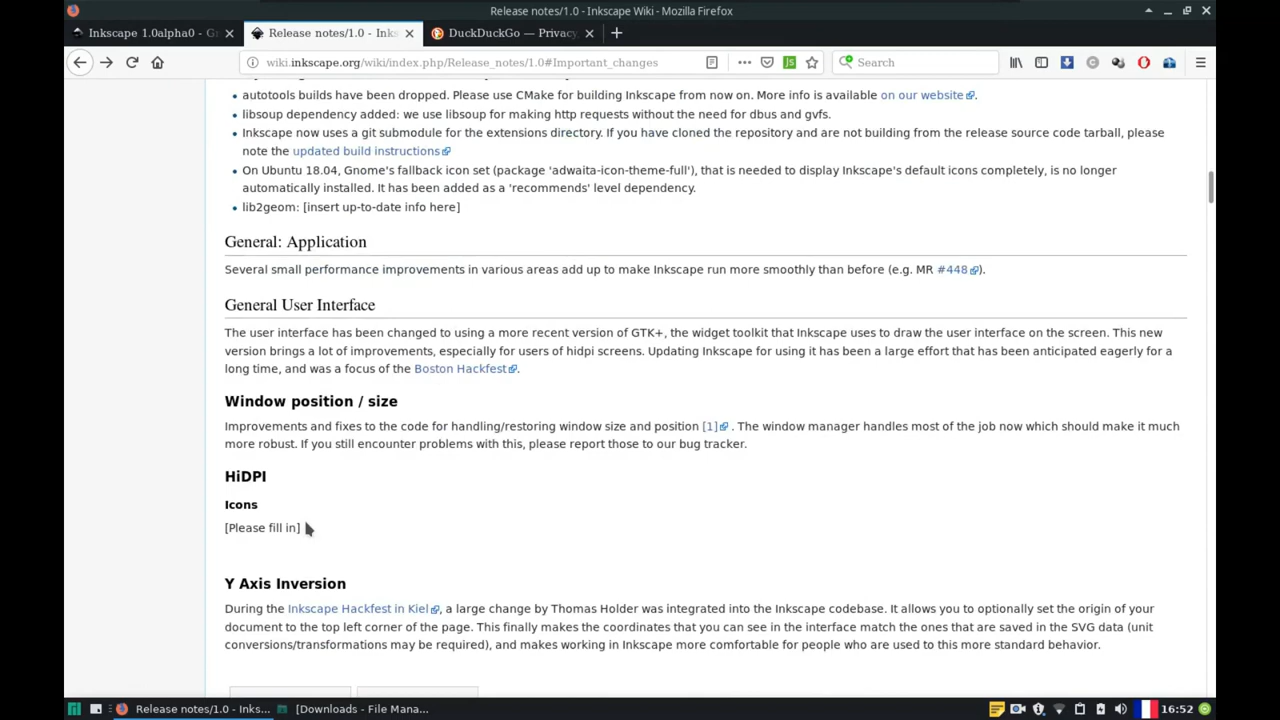 Release notes/1.0 - Inkscape Wiki - Mozilla Firefox
Inkscape 1.0alpha0 - Gr
Release notes/1.0 - Inks
DuckDuckGo — Privacy,
wiki.inkscape.org/wiki/index.php/Release_notes/1.0#Important_changes
Search
autotools builds have been dropped. Please use CMake for building Inkscape from now on. More info is available on our website.
libsoup dependency added: we use libsoup for making http requests without the need for dbus and gvfs.
Inkscape now uses a git submodule for the extensions directory. If you have cloned the repository and are not building from the release source code tarball, please
note the updated build instructions
On Ubuntu 18.04, Gnome's fallback icon set (package 'adwaita-icon-theme-full'), that is needed to display Inkscape's default icons completely, is no longer
automatically installed. It has been added as a 'recommends' level dependency.
lib2geom: [insert up-to-date info here]
General: Application
Several small performance improvements in various areas add up to make Inkscape run more smoothly than before (e.g. MR #448).
General User Interface
The user interface has been changed to using a more recent version of GTK+, the widget toolkit that Inkscape uses to draw the user interface on the screen. This new
version brings a lot of improvements, especially for users of hidpi screens. Updating Inkscape for using it has been a large effort that has been anticipated eagerly for a
long time, and was a focus of the Boston Hackfest.
Window position / size
Improvements and fixes to the code for handling/restoring window size and position [1]. The window manager handles most of the job now which should make it much
more robust. If you still encounter problems with this, please report those to our bug tracker.
HiDPI
Icons
[Please fill in]
Y Axis Inversion
During the Inkscape Hackfest in Kiel, a large change by Thomas Holder was integrated into the Inkscape codebase. It allows you to optionally set the origin of your
document to the top left corner of the page. This finally makes the coordinates that you can see in the interface match the ones that are saved in the SVG data (unit
conversions/transformations may be required), and makes working in Inkscape more comfortable for people who are used to this more standard behavior.
Release notes/1.0 - Inks...
[Downloads - File Mana...
16:52